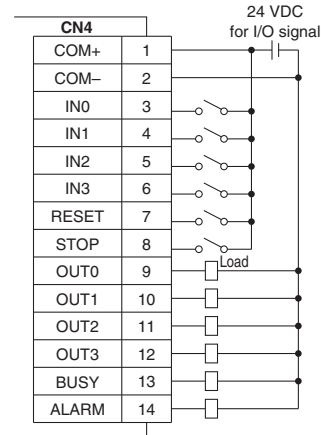 24 VDC
for I/O signal
CN4
COM+ 1
COM– 2
IN0 3
IN1 4
IN2 5
IN3 6
RESET 7
STOP 8
Load
OUT0 9
OUT1 10
OUT2 11
OUT3 12
BUSY 13
ALARM 14